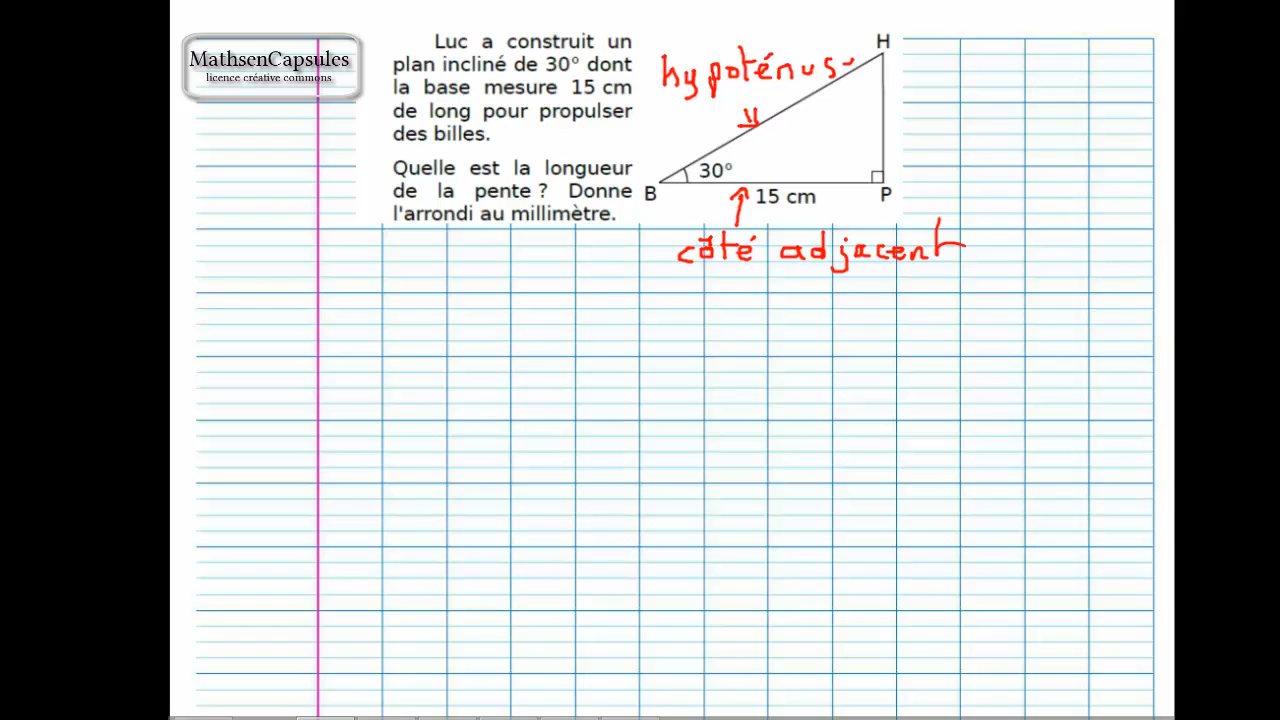 MathsenCapsules
licence créative commons
Luc a construit un
plan incliné de 30° dont
la base mesure 15 cm
de long pour propulser
des billes.
Quelle est la longueur
de la pente ? Donne
l'arrondi au millimètre.
H
hypoténus
30°
B
15 cm
P
côté adjacent